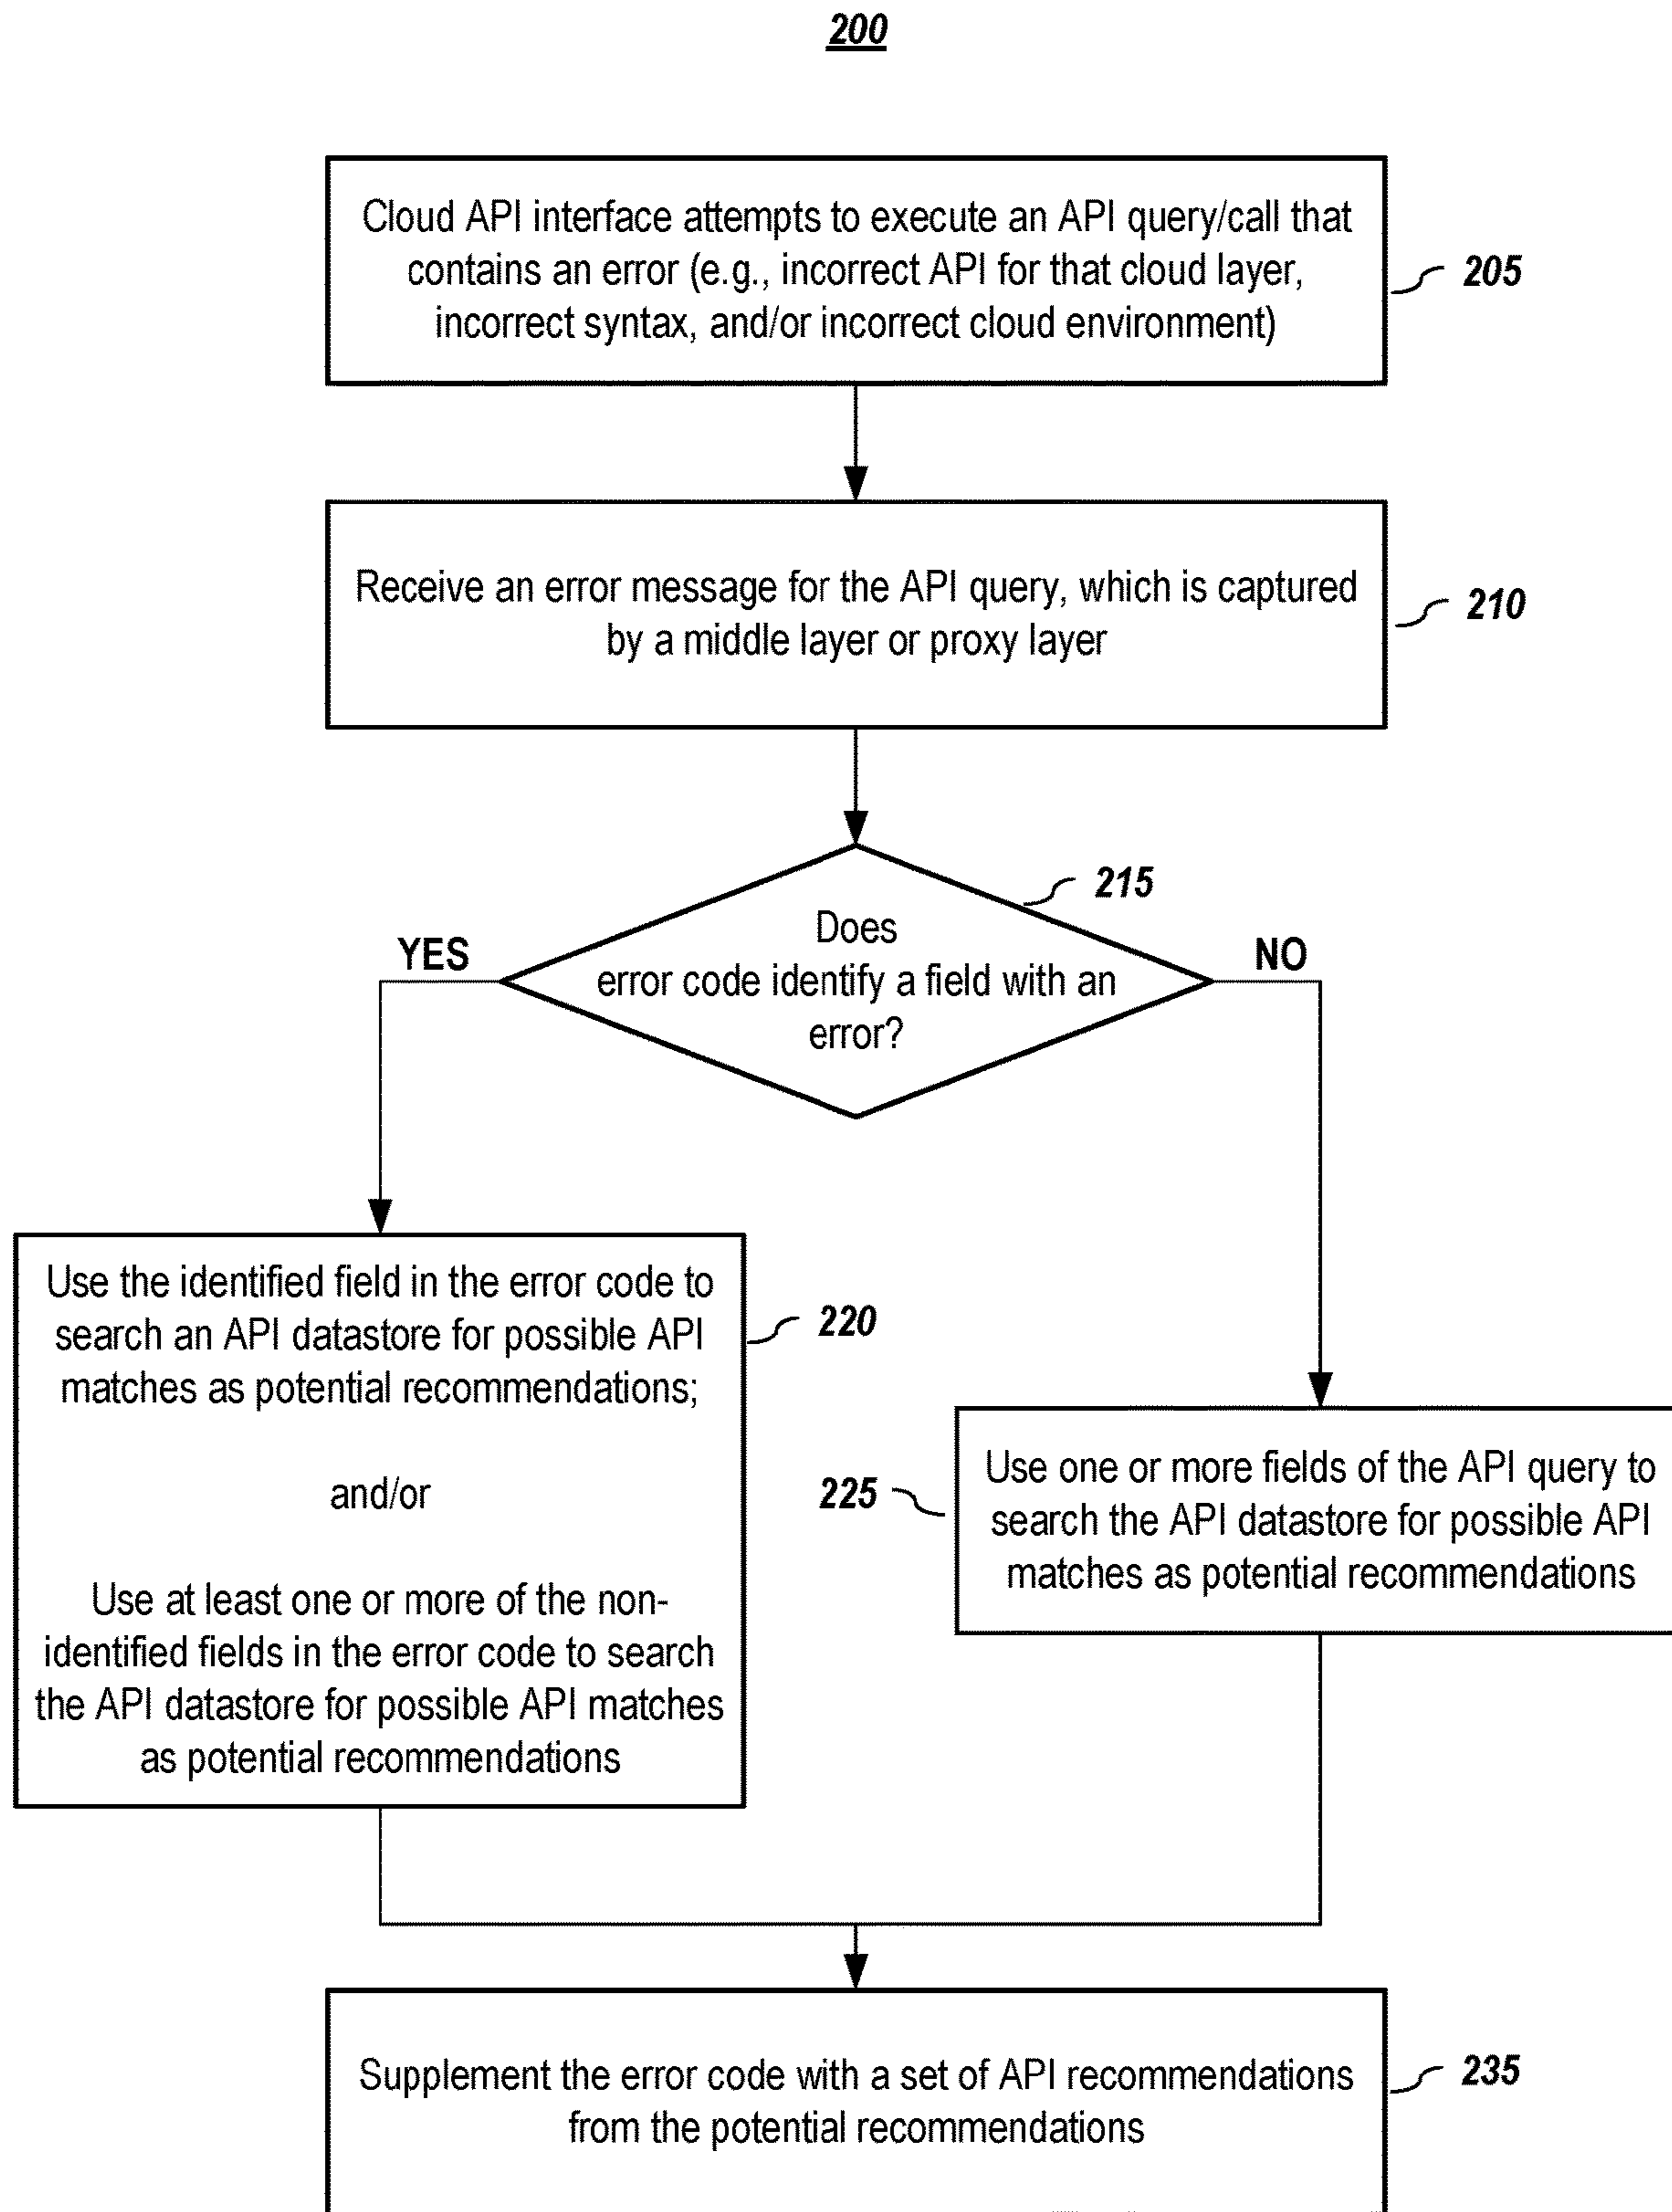 200
Cloud API interface attempts to execute an API query/call that
contains an error (e.g., incorrect API for that cloud layer,
incorrect syntax, and/or incorrect cloud environment)
205
Receive an error message for the API query, which is captured
by a middle layer or proxy layer
210
215
Does
error code identify a field with an
error?
YES
NO
Use the identified field in the error code to
search an API datastore for possible API
matches as potential recommendations;
and/or
Use at least one or more of the non-
identified fields in the error code to search
the API datastore for possible API matches
as potential recommendations
220
225
Use one or more fields of the API query to
search the API datastore for possible API
matches as potential recommendations
Supplement the error code with a set of API recommendations
from the potential recommendations
235